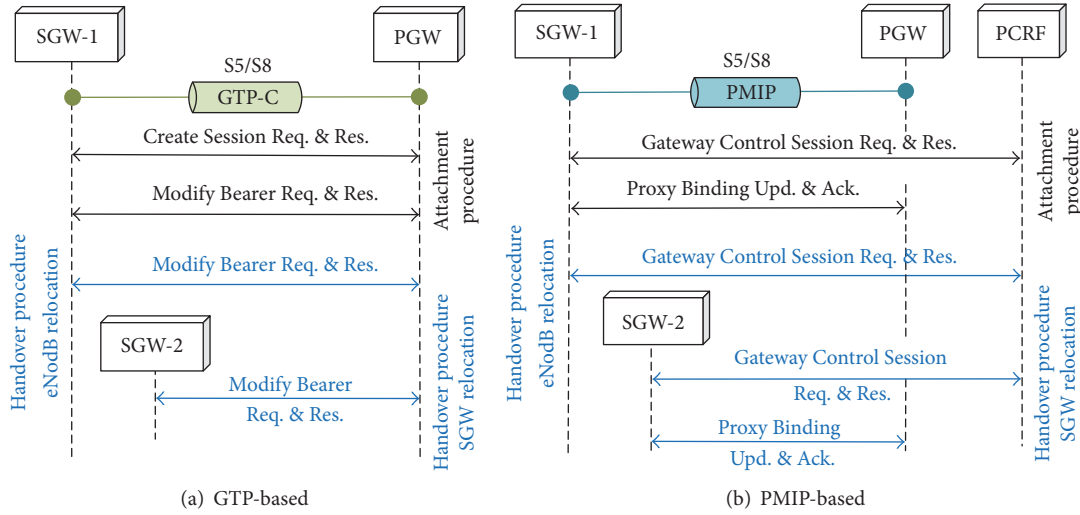 SGW-1
PGW
S5/S8
GTP-C
Create Session Req. & Res.
Modify Bearer Req. & Res.
Attachment
procedure
Modify Bearer Req. & Res.
Handover procedure
eNodB relocation
SGW-2
Modify Bearer
Req. & Res.
Handover procedure
SGW relocation
(a) GTP-based
SGW-1
PGW
PCRF
S5/S8
PMIP
Gateway Control Session Req. & Res.
Proxy Binding Upd. & Ack.
Attachment
procedure
Gateway Control Session Req. & Res.
Handover procedure
eNodB relocation
SGW-2
Gateway Control Session
Req. & Res.
Proxy Binding
Upd. & Ack.
Handover procedure
SGW relocation
(b) PMIP-based